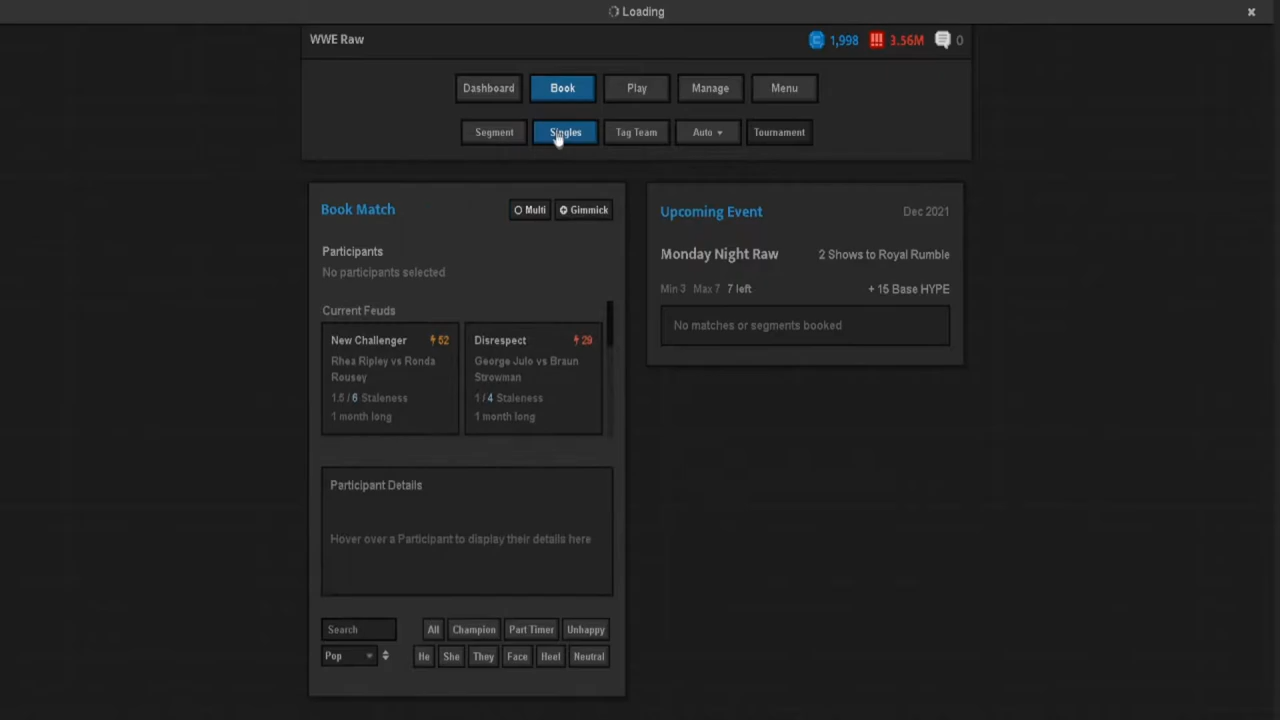 Loading
WWE Raw
1,998 3.56M 0
Dashboard Book Play Manage Menu
Segment Singles Tag Team Auto Tournament
Book Match Multi Gimmick
Participants
No participants selected
Current Feuds
New Challenger 52
Rhea Ripley vs Ronda
Rousey
1.5 / 6 Staleness
1 month long
Disrespect 29
George Julo vs Braun
Strowman
1 / 4 Staleness
1 month long
Participant Details
Hover over a Participant to display their details here
Search All Champion Part Timer Unhappy
Pop He She They Face Heel Neutral
Upcoming Event Dec 2021
Monday Night Raw 2 Shows to Royal Rumble
Min 3 Max 7 7 left + 15 Base HYPE
No matches or segments booked